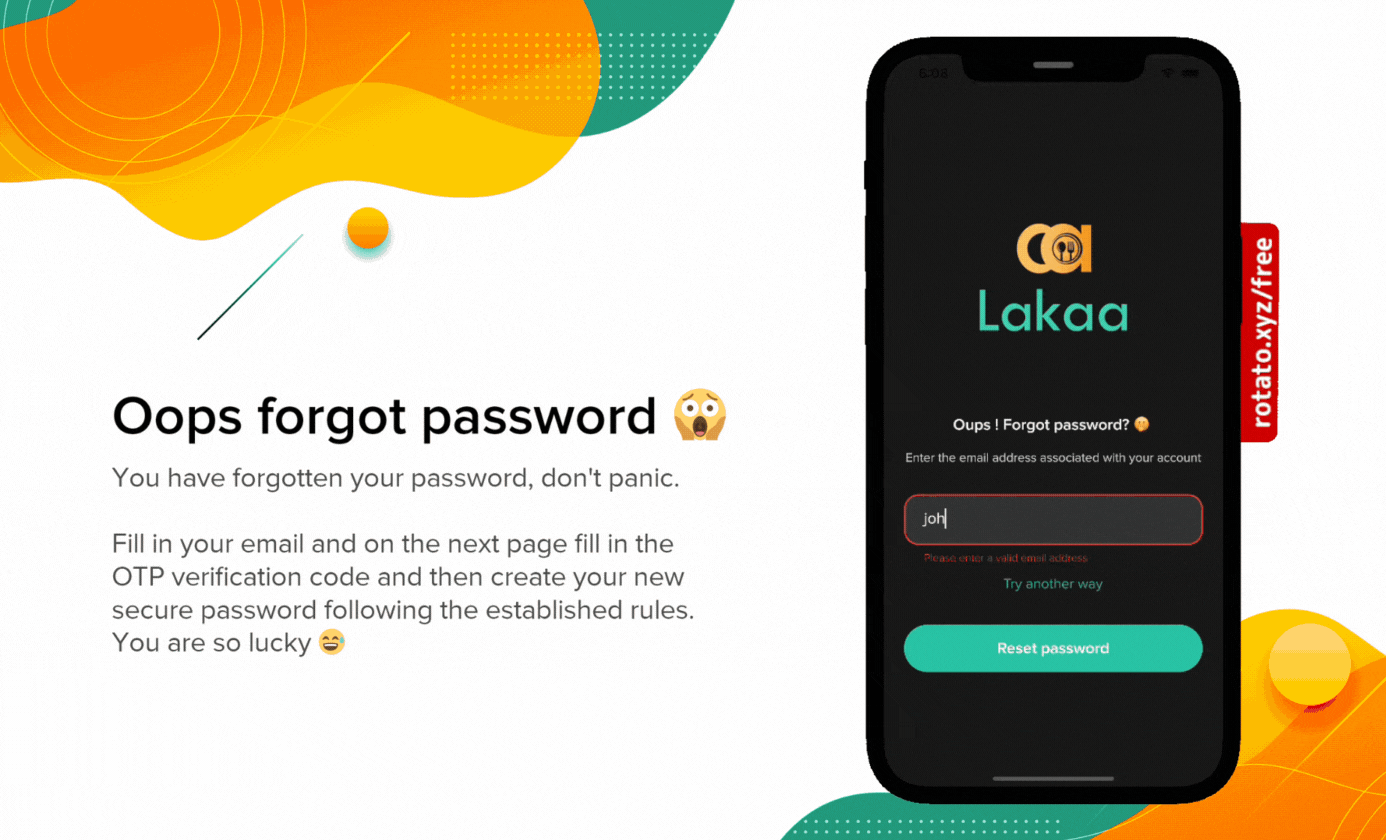 Oops forgot password 😱
You have forgotten your password, don't panic.
Fill in your email and on the next page fill in the
OTP verification code and then create your new
secure password following the established rules.
You are so lucky 😅
6:08
Lakaa
Oups ! Forgot password? 🤭
Enter the email address associated with your account
joh
Please enter a valid email address
Try another way
Reset password
rotato.xyz/free